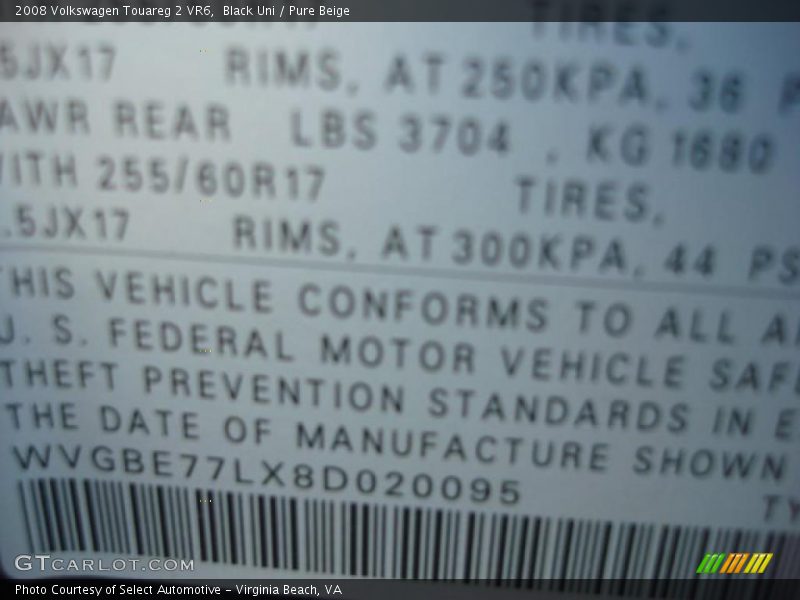 2008 Volkswagen Touareg 2 VR6, Black Uni / Pure Beige
TIRES,
5JX17 RIMS, AT 250KPA, 36 P
AWR REAR LBS 3704 , KG 1680
WITH 255/60R17 TIRES,
.5JX17 RIMS, AT 300KPA, 44 PS
THIS VEHICLE CONFORMS TO ALL A
U. S. FEDERAL MOTOR VEHICLE SAFE
THEFT PREVENTION STANDARDS IN E
THE DATE OF MANUFACTURE SHOWN
WVGBE77LX8D020095
TY
GTCARLOT.COM
Photo Courtesy of Select Automotive - Virginia Beach, VA